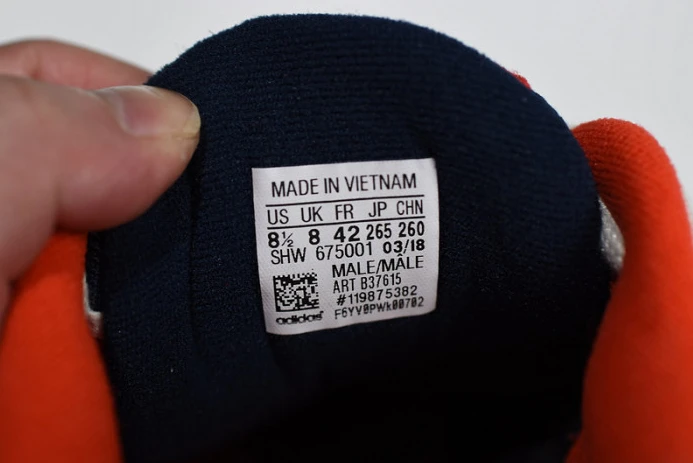 MADE IN VIETNAM
US UK FR JP CHN
8½ 8 42 265 260
SHW 675001 03/18
MALE/MÂLE
ART B37615
#119875382
adidas F6YV0PWk00702